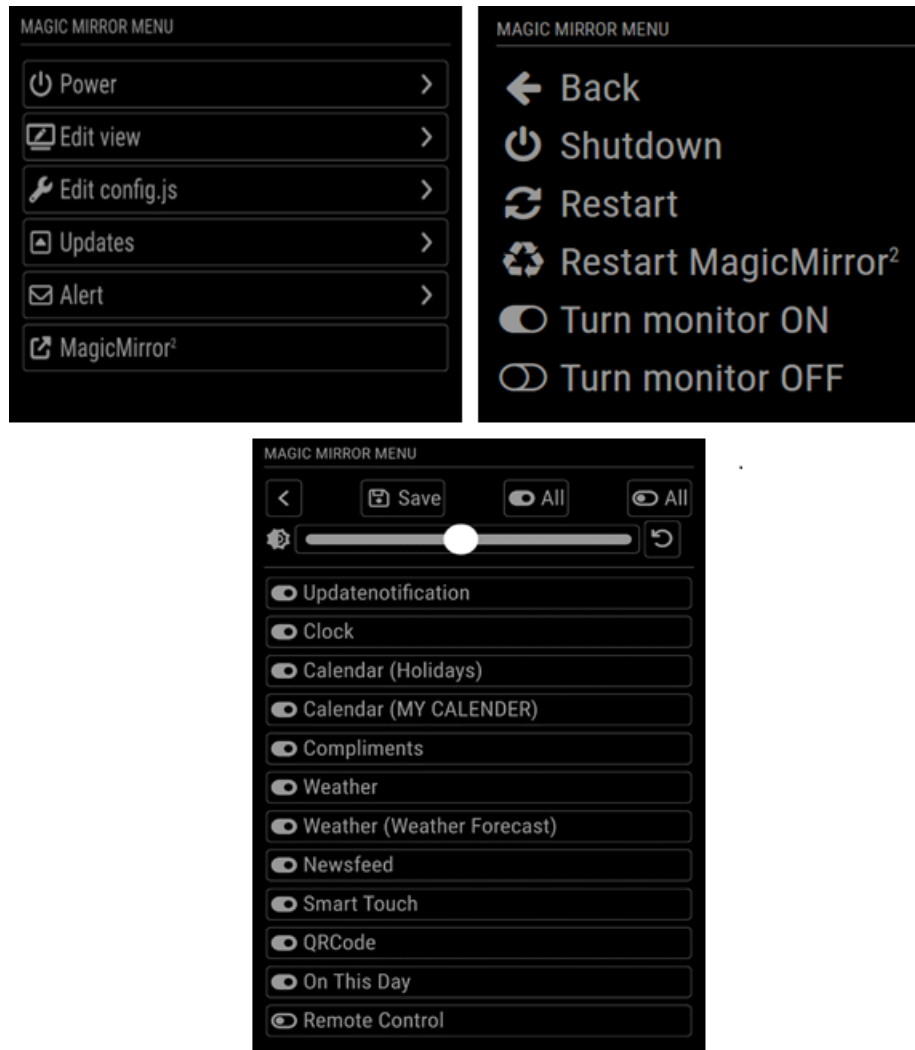 MAGIC MIRROR MENU
Power
Edit view
Edit config.js
Updates
Alert
MagicMirror²
MAGIC MIRROR MENU
Back
Shutdown
Restart
Restart MagicMirror²
Turn monitor ON
Turn monitor OFF
MAGIC MIRROR MENU
Save All All
Updatenotification
Clock
Calendar (Holidays)
Calendar (MY CALENDER)
Compliments
Weather
Weather (Weather Forecast)
Newsfeed
Smart Touch
QRCode
On This Day
Remote Control